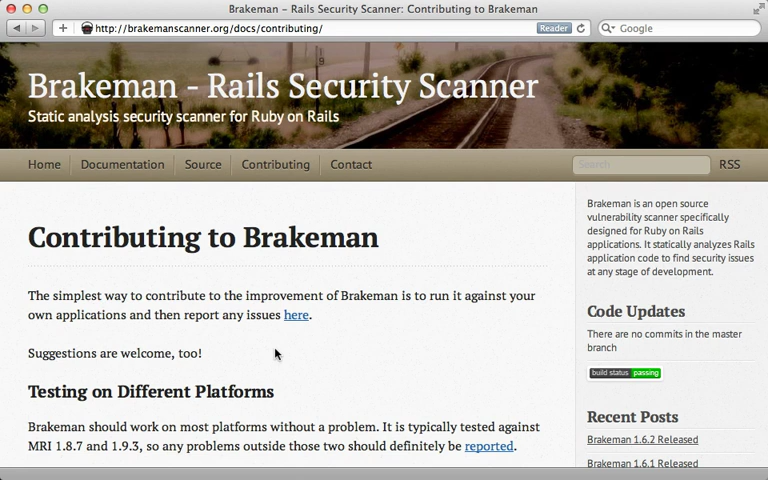 Brakeman – Rails Security Scanner: Contributing to Brakeman
http://brakemanscanner.org/docs/contributing/
Reader
Google
Brakeman - Rails Security Scanner
Static analysis security scanner for Ruby on Rails
Home
Documentation
Source
Contributing
Contact
Search
RSS
Contributing to Brakeman
The simplest way to contribute to the improvement of Brakeman is to run it against your
own applications and then report any issues here.
Suggestions are welcome, too!
Testing on Different Platforms
Brakeman should work on most platforms without a problem. It is typically tested against
MRI 1.8.7 and 1.9.3, so any problems outside those two should definitely be reported.
Brakeman is an open source
vulnerability scanner specifically
designed for Ruby on Rails
applications. It statically analyzes Rails
application code to find security issues
at any stage of development.
Code Updates
There are no commits in the master
branch
build status passing
Recent Posts
Brakeman 1.6.2 Released
Brakeman 1.6.1 Released